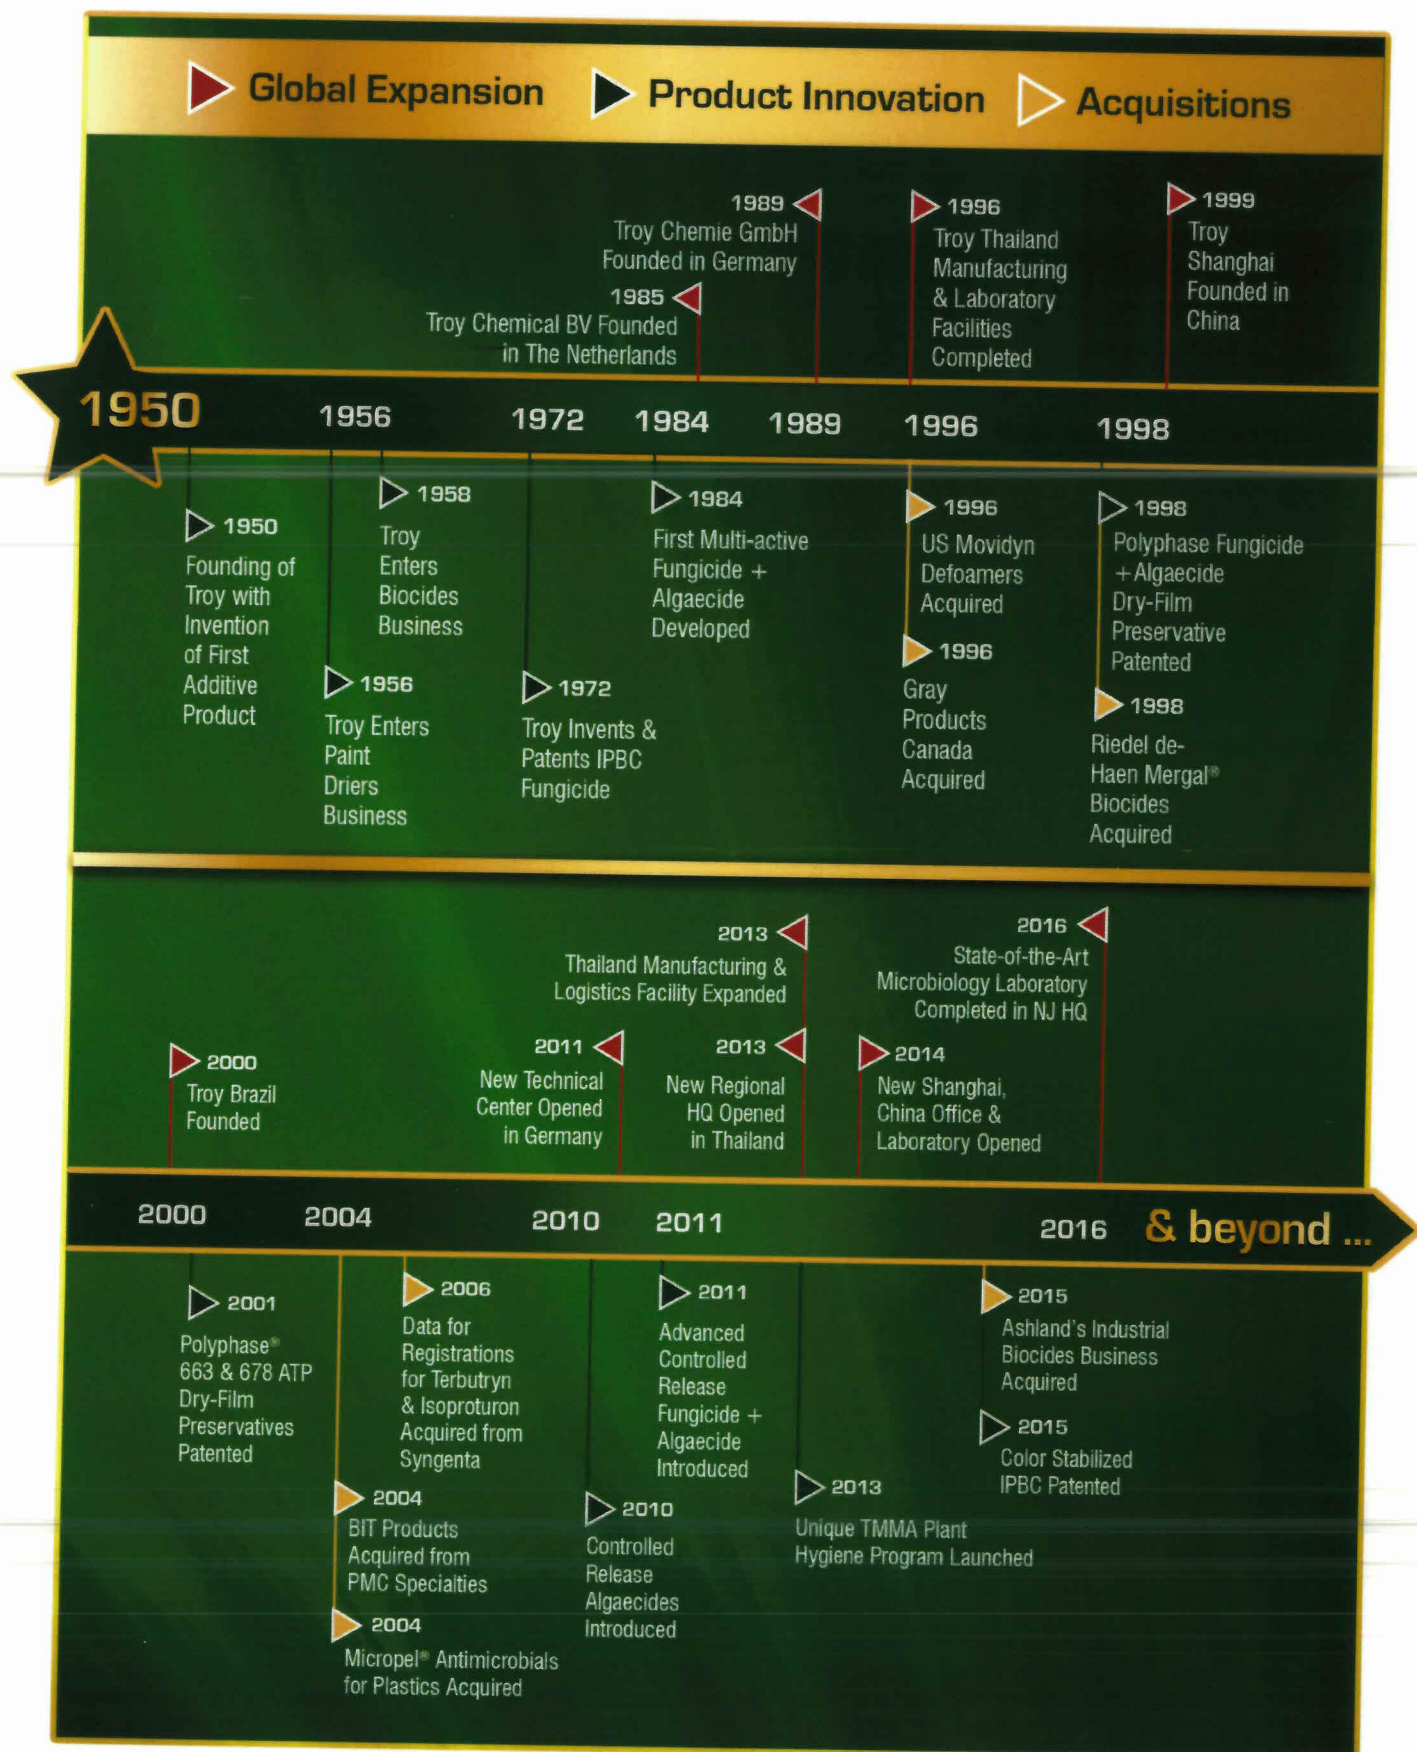 Global Expansion
Product Innovation
Acquisitions
1989
Troy Chemie GmbH
Founded in Germany
1985
Troy Chemical BV Founded
in The Netherlands
1996
Troy Thailand
Manufacturing
& Laboratory
Facilities
Completed
1999
Troy
Shanghai
Founded in
China
1950
1956
1972
1984
1989
1996
1998
1950
Founding of
Troy with
Invention
of First
Additive
Product
1958
Troy
Enters
Biocides
Business
1956
Troy Enters
Paint
Driers
Business
1972
Troy Invents &
Patents IPBC
Fungicide
1984
First Multi-active
Fungicide +
Algaecide
Developed
1996
US Movidyn
Defoamers
Acquired
1996
Gray
Products
Canada
Acquired
1998
Polyphase Fungicide
+Algaecide
Dry-Film
Preservative
Patented
1998
Riedel de-
Haen Mergal®
Biocides
Acquired
2000
Troy Brazil
Founded
2011
New Technical
Center Opened
in Germany
2013
Thailand Manufacturing &
Logistics Facility Expanded
2013
New Regional
HQ Opened
in Thailand
2014
New Shanghai,
China Office &
Laboratory Opened
2016
State-of-the-Art
Microbiology Laboratory
Completed in NJ HQ
2000
2004
2010
2011
2016
& beyond ...
2001
Polyphase®
663 & 678 ATP
Dry-Film
Preservatives
Patented
2006
Data for
Registrations
for Terbutryn
& Isoproturon
Acquired from
Syngenta
2004
BIT Products
Acquired from
PMC Specialties
2004
Micropel® Antimicrobials
for Plastics Acquired
2010
Controlled
Release
Algaecides
Introduced
2011
Advanced
Controlled
Release
Fungicide +
Algaecide
Introduced
2013
Unique TMMA Plant
Hygiene Program Launched
2015
Ashland's Industrial
Biocides Business
Acquired
2015
Color Stabilized
IPBC Patented